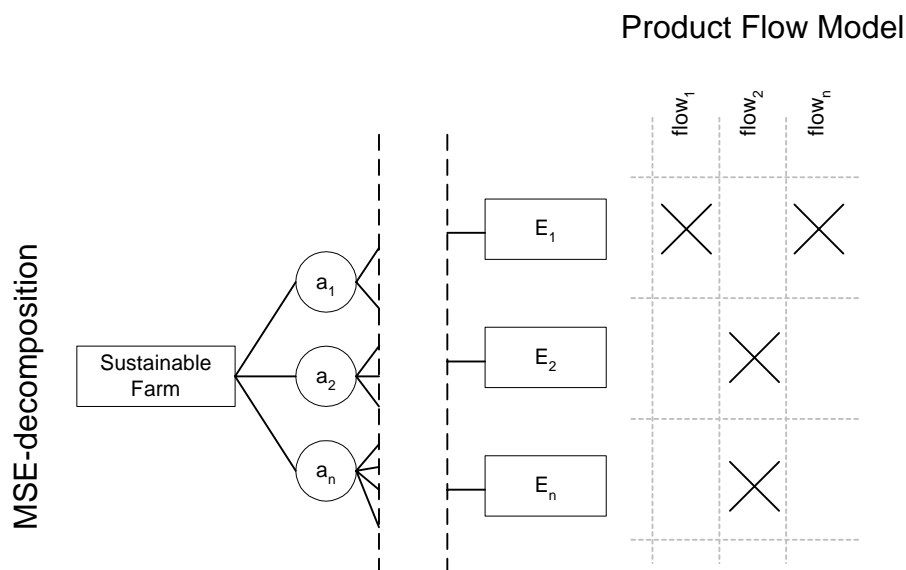 Product Flow Model
flow₁
flow₂
flowₙ
E₁
a₁
MSE-decomposition
Sustainable
Farm
a₂
E₂
aₙ
Eₙ